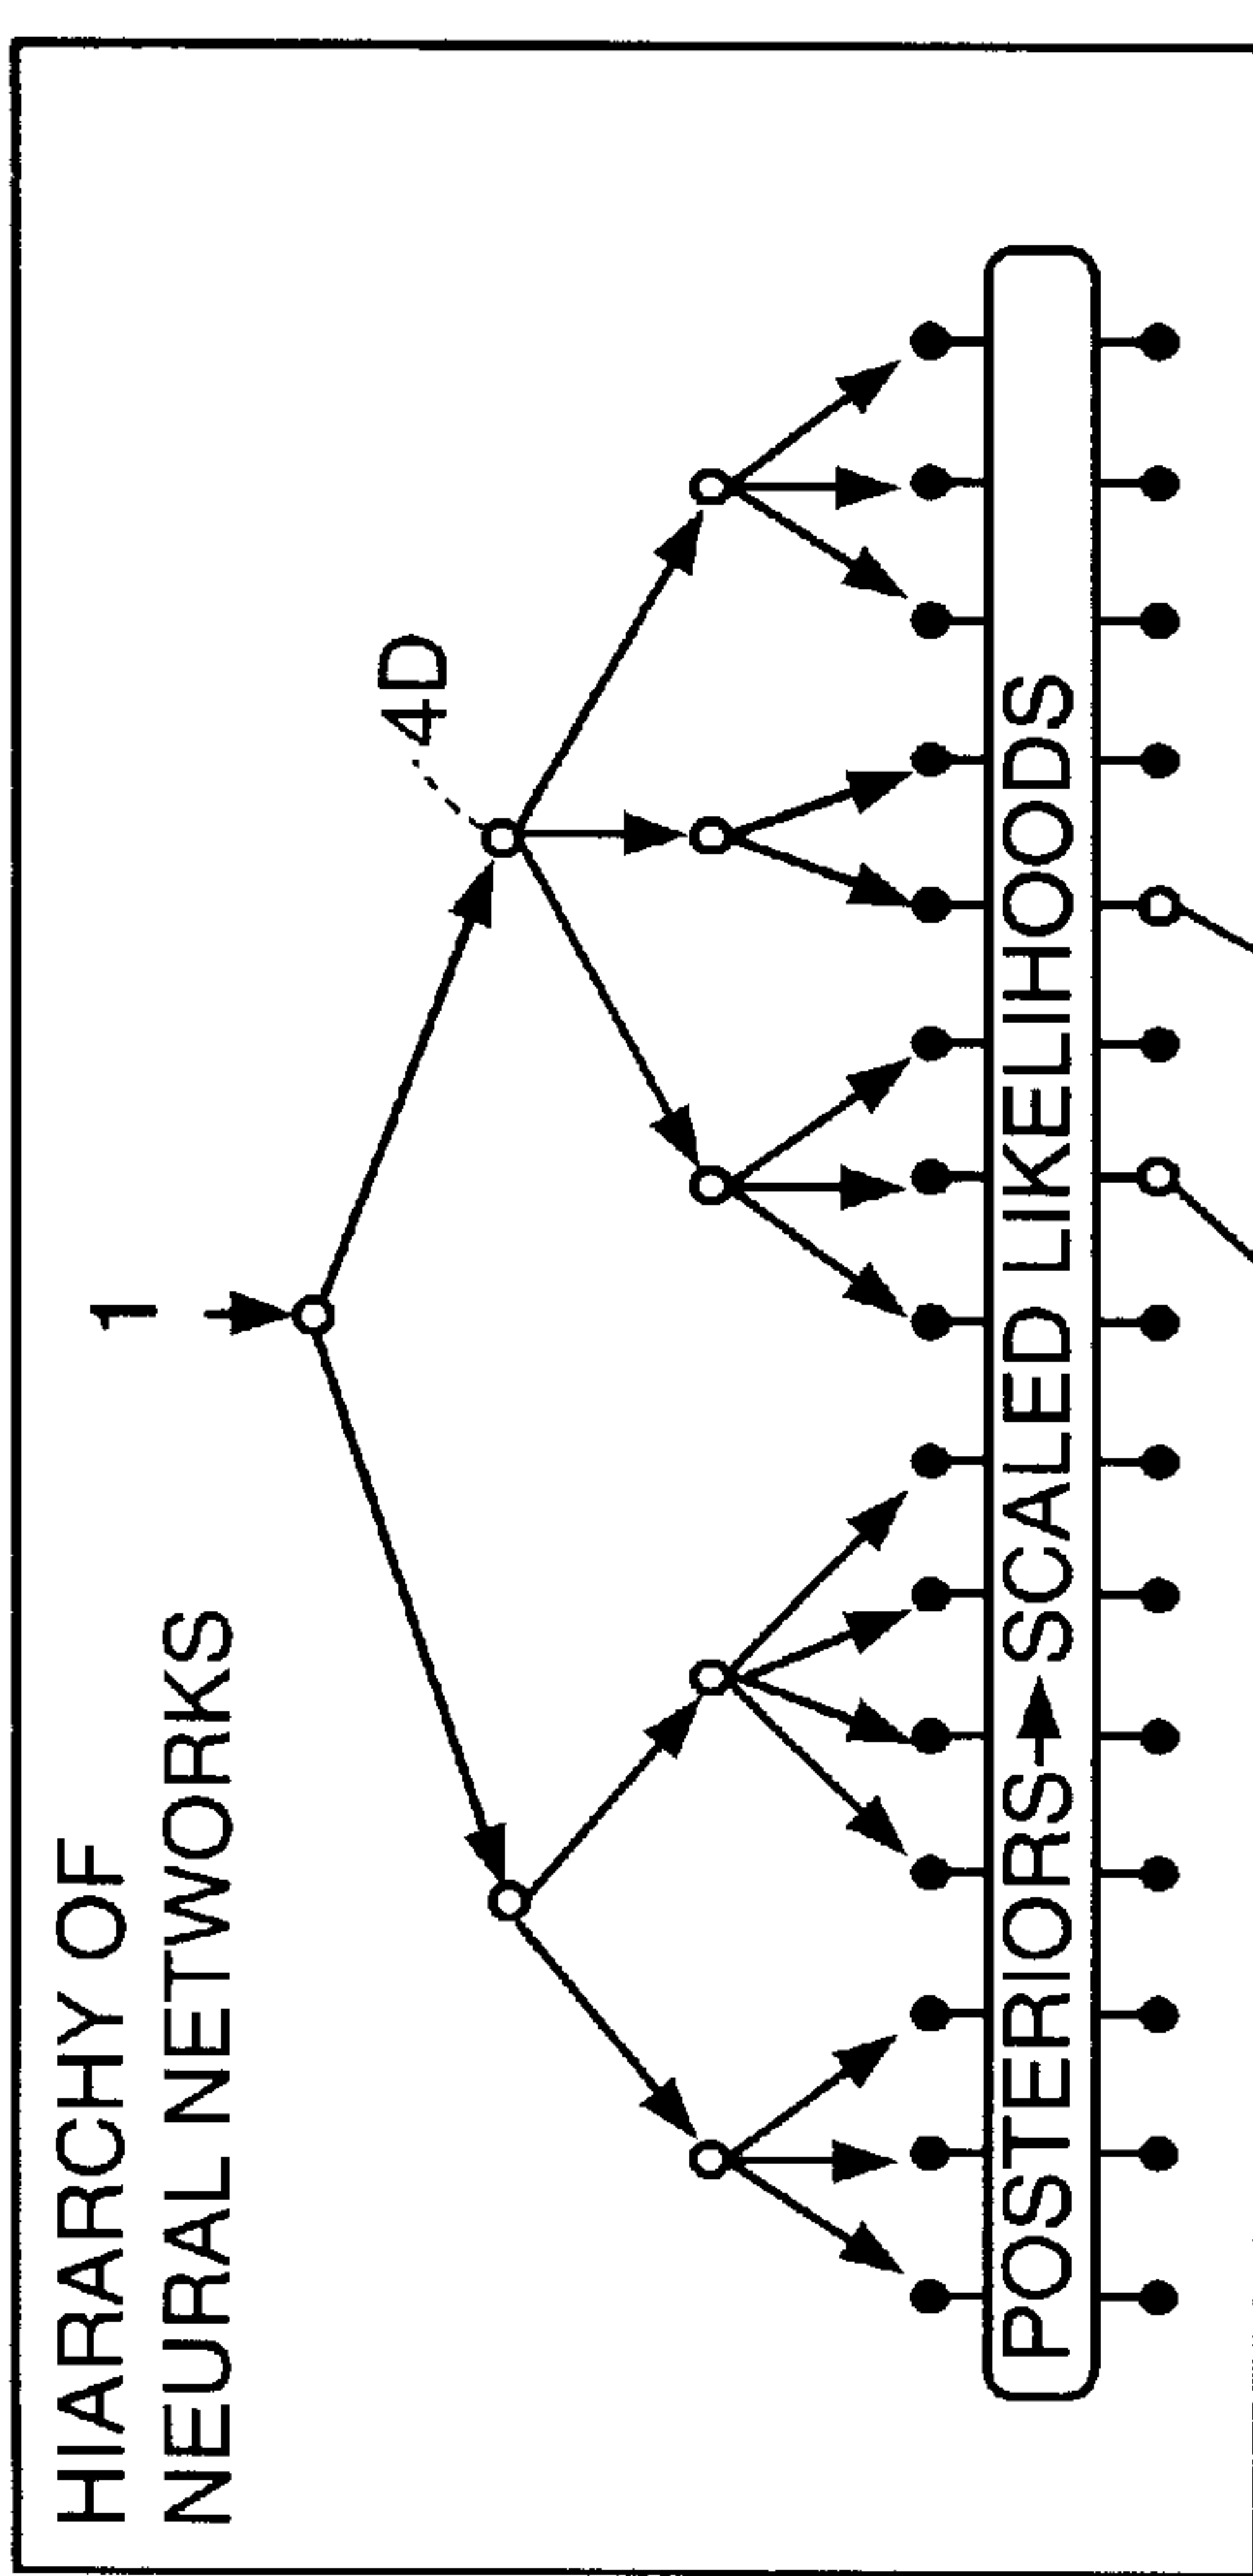 HIARARCHY OF
NEURAL NETWORKS
1
4D
POSTERIORS→SCALED LIKELIHOODS